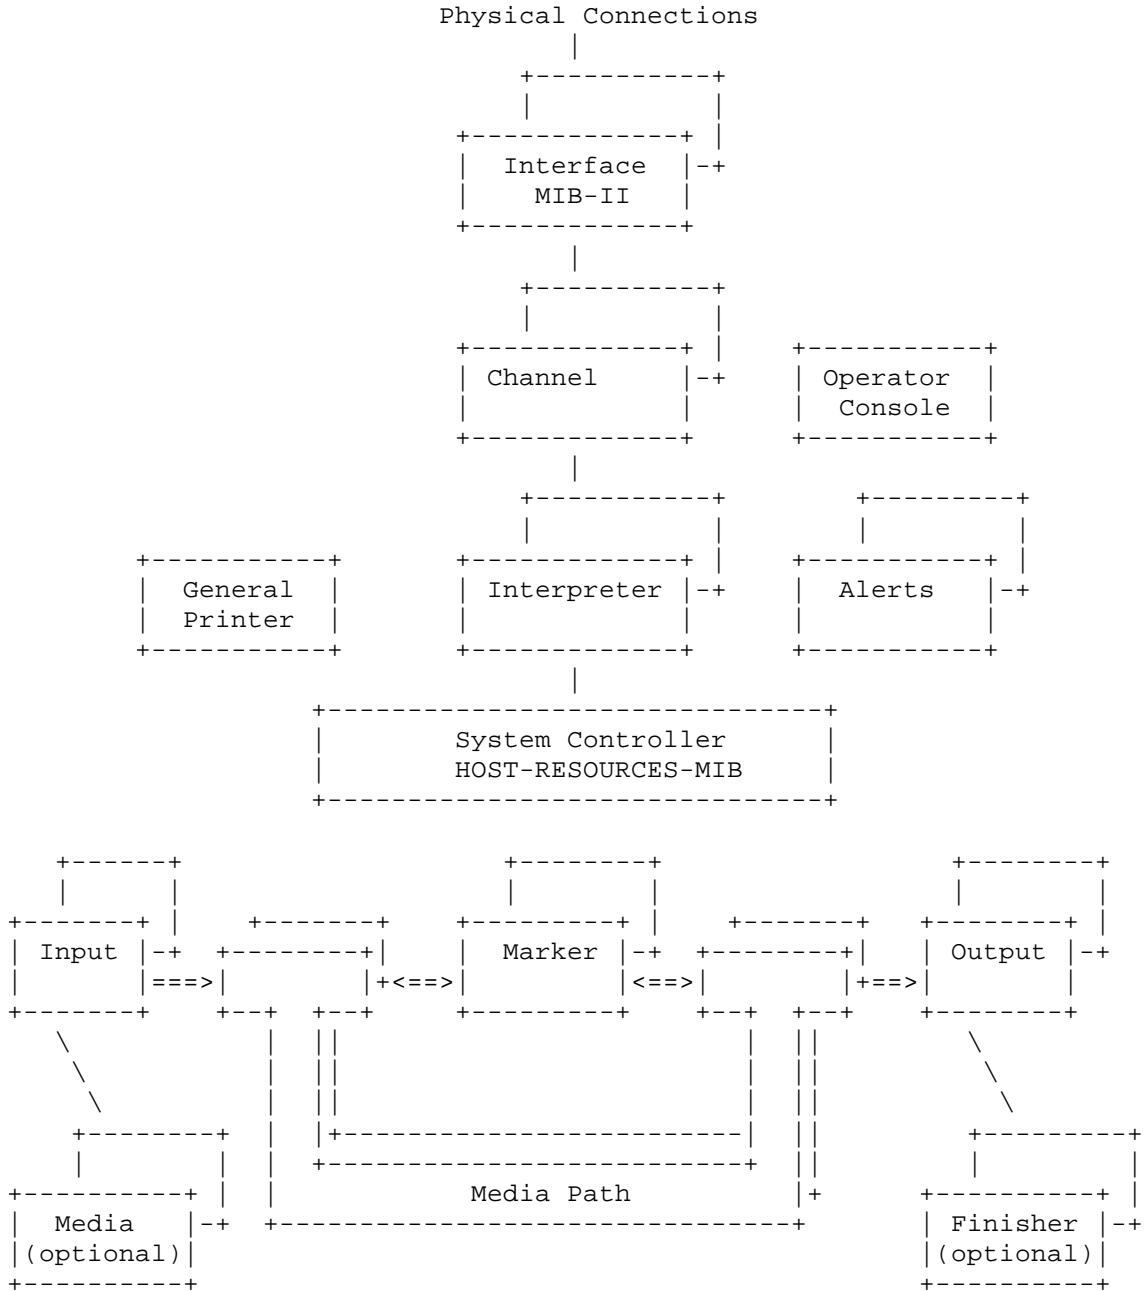 Physical Connections
Interface
MIB-II
Channel
Operator
Console
General
Printer
Interpreter
Alerts
System Controller
HOST-RESOURCES-MIB
Input
Marker
Output
Media Path
Media
(optional)
Finisher
(optional)